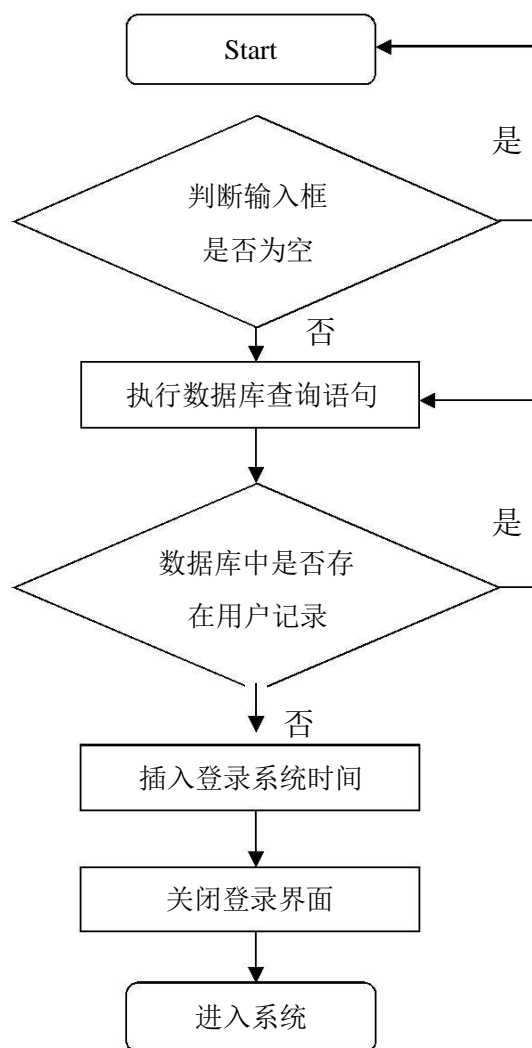 Start
是
判断输入框
是否为空
否
执行数据库查询语句
是
数据库中是否存
在用户记录
否
插入登录系统时间
关闭登录界面
进入系统